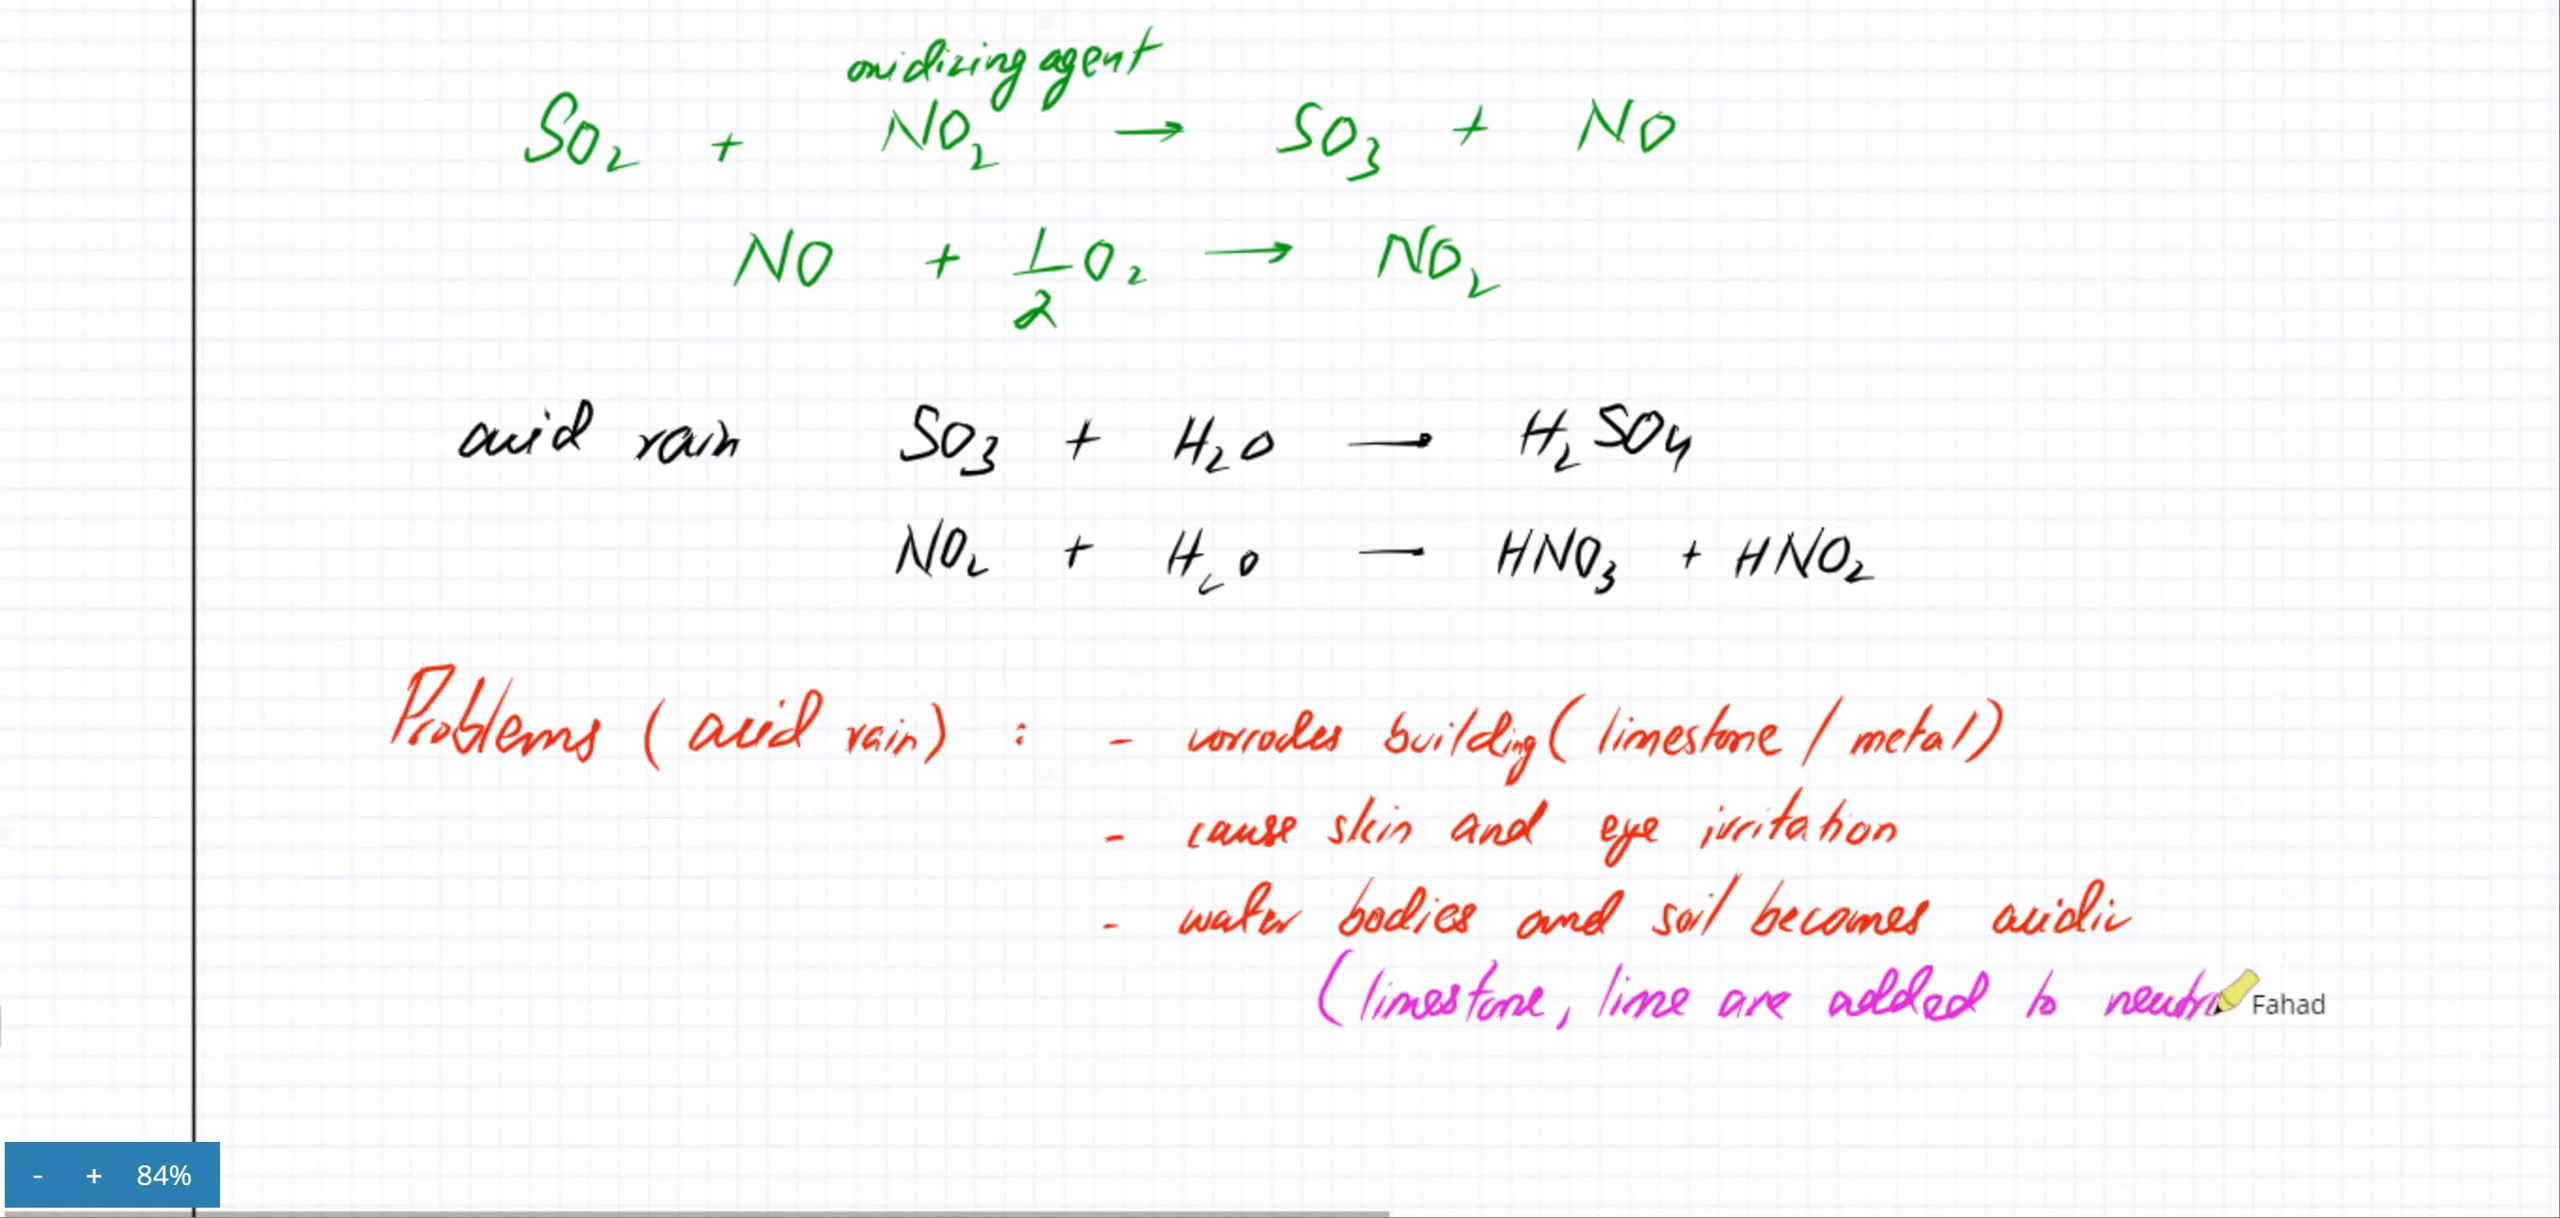 oxidizing agent
SO₂ + NO₂ → SO₃ + NO
NO + 1/2 O₂ → NO₂
acid rain SO₃ + H₂O → H₂SO₄
NO₂ + H₂O → HNO₃ + HNO₂
Problems (acid rain) : - corrodes building (limestone / metal)
- cause skin and eye irritation
- water bodies and soil becomes acidic
(limestone, lime are added to neutra Fahad
- + 84%